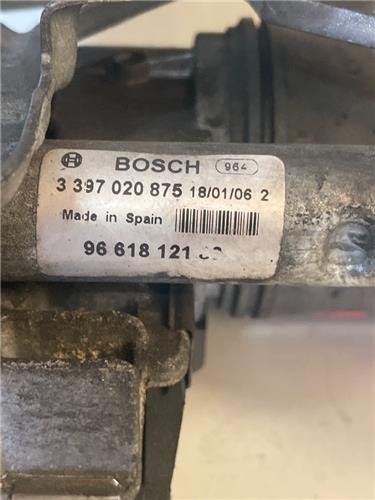 BOSCH 964
3 397 020 875 18/01/06 2
Made in Spain
96 618 121